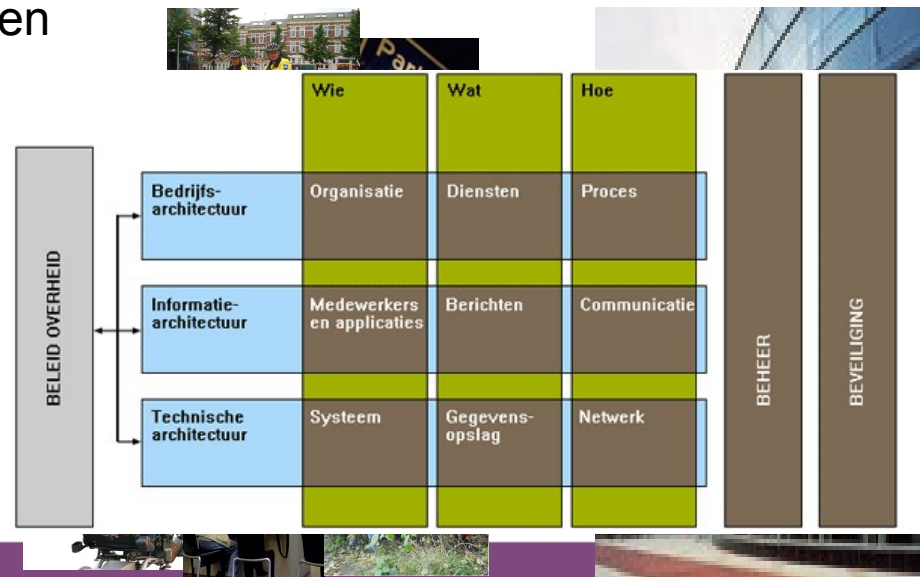 en
Par
Wie Wat Hoe
BELEID OVERHEID
Bedrijfs-
architectuur
Organisatie
Diensten
Proces
Informatie-
architectuur
Medewerkers
en applicaties
Berichten
Communicatie
Technische
architectuur
Systeem
Gegevens-
opslag
Netwerk
BEHEER
BEVEILIGING